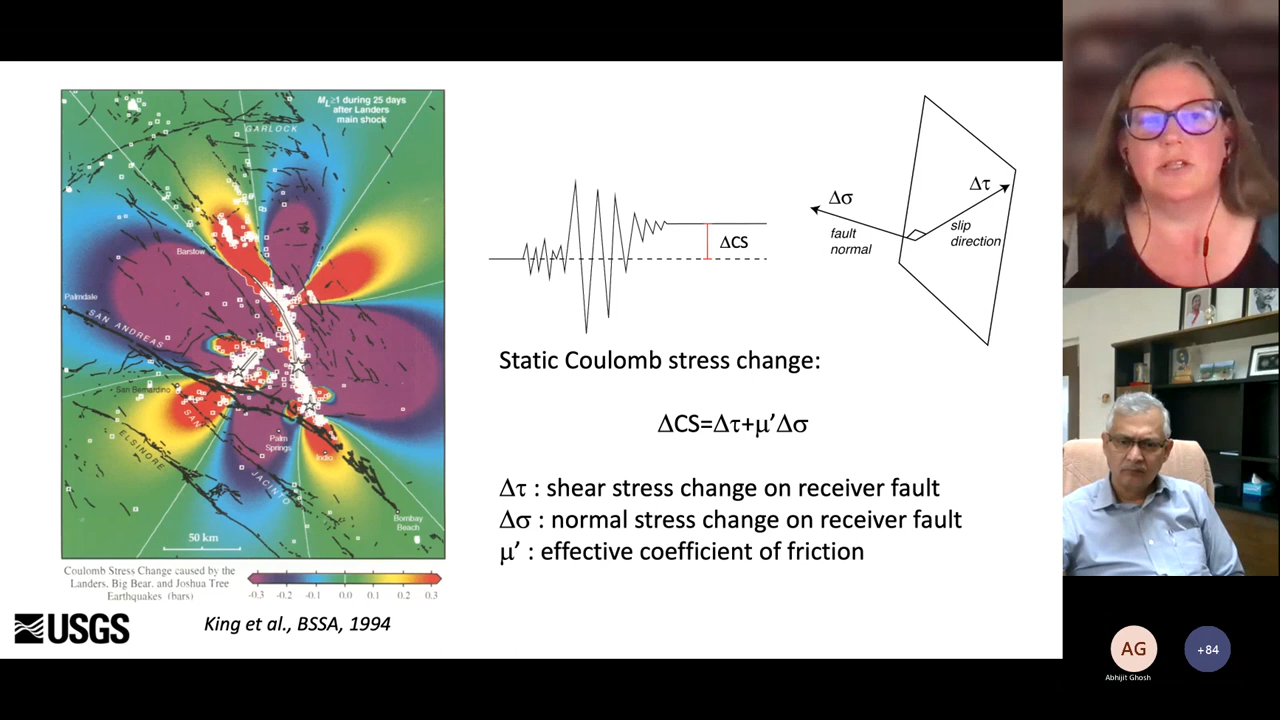 M_L≥1 during 25 days
after Landers
main shock
GARLOCK
Barstow
Palmdale
SAN ANDREAS
San Bernardino
SAN
ELSINORE
JACINTO
Palm
Springs
Indio
Bombay
Beach
50 km
Coulomb Stress Change caused by the
Landers, Big Bear, and Joshua Tree
Earthquakes (bars)
-0.3 -0.2 -0.1 0.0 0.1 0.2 0.3
USGS
King et al., BSSA, 1994
ΔCS
Δσ
fault
normal
Δτ
slip
direction
Static Coulomb stress change:
ΔCS=Δτ+μ’Δσ
Δτ : shear stress change on receiver fault
Δσ : normal stress change on receiver fault
μ’ : effective coefficient of friction
AG
Abhijit Ghosh
+84